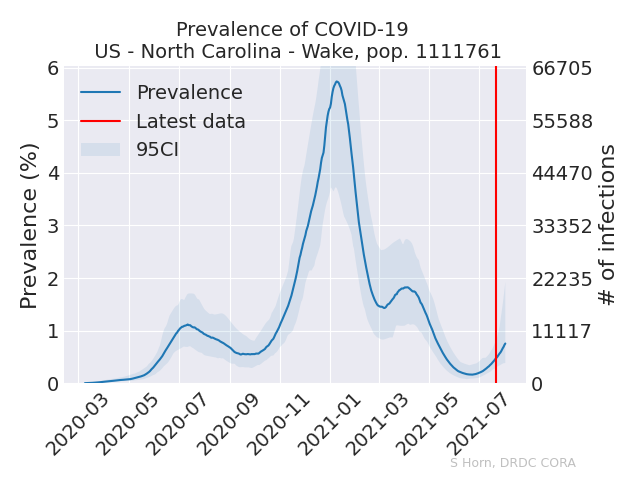 Prevalence of COVID-19
US - North Carolina - Wake, pop. 1111761
Prevalence
Latest data
95CI
Prevalence (%)
6
5
4
3
2
1
0
66705
55588
44470
33352
22235
11117
0
# of infections
2020-03
2020-05
2020-07
2020-09
2020-11
2021-01
2021-03
2021-05
2021-07
S Horn, DRDC CORA